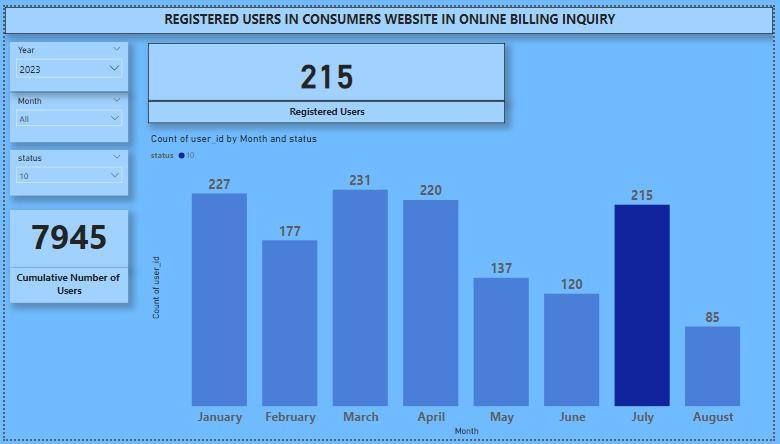 REGISTERED USERS IN CONSUMERS WEBSITE IN ONLINE BILLING INQUIRY
Year
2023
Month
All
status
10
7945
Cumulative Number of
Users
215
Registered Users
Count of user_id by Month and status
status 10
Count of user_id
227
177
231
220
137
120
215
85
January February March April May June July August
Month